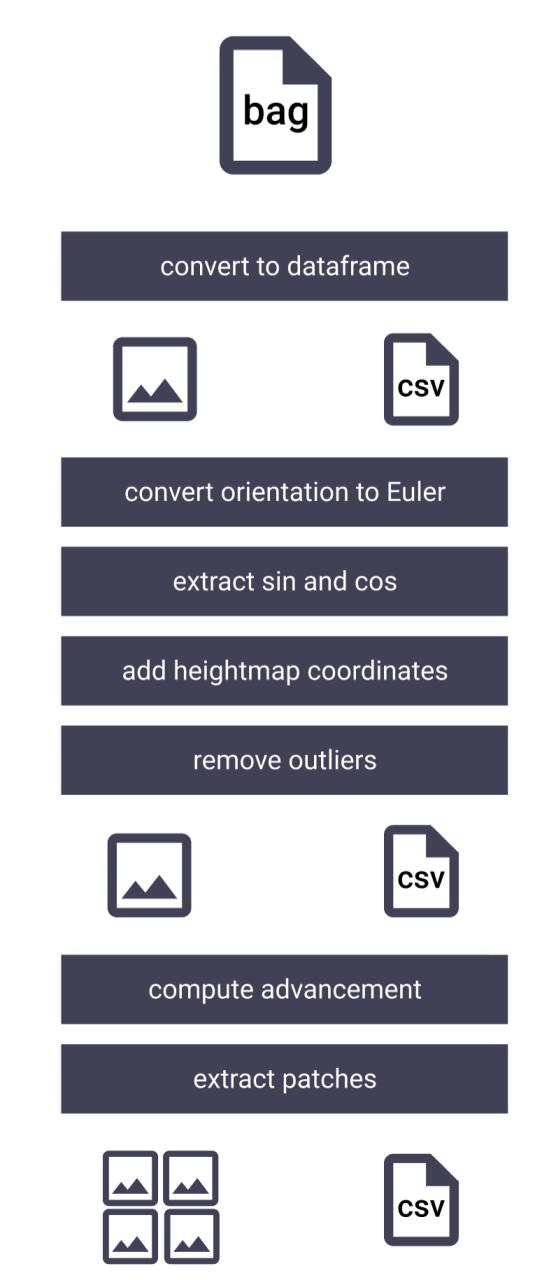 bag
convert to dataframe
CSV
convert orientation to Euler
extract sin and cos
add heightmap coordinates
remove outliers
CSV
compute advancement
extract patches
CSV